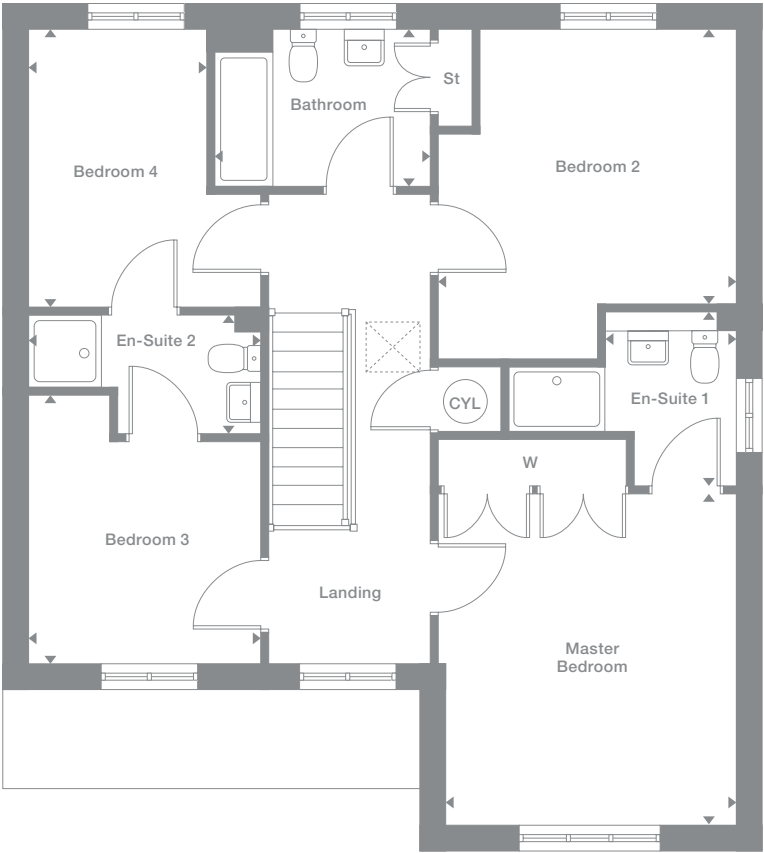 St
Bathroom
Bedroom 4
Bedroom 2
En-Suite 2
CYL
En-Suite 1
W
Bedroom 3
Landing
Master
Bedroom